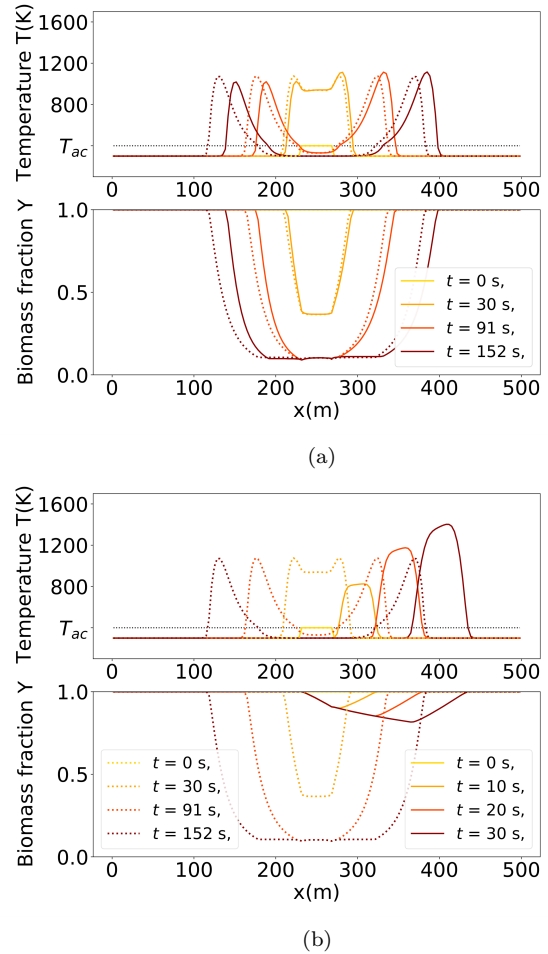 Temperature T(K)
1600
1200
800
T_ac
0 100 200 300 400 500
Biomass fraction Y
1.0
0.5
0.0
t = 0 s,
t = 30 s,
t = 91 s,
t = 152 s,
0 100 200 300 400 500
x(m)
(a)
Temperature T(K)
1600
1200
800
T_ac
0 100 200 300 400 500
Biomass fraction Y
1.0
0.5
0.0
t = 0 s,
t = 30 s,
t = 91 s,
t = 152 s,
t = 0 s,
t = 10 s,
t = 20 s,
t = 30 s,
0 100 200 300 400 500
x(m)
(b)